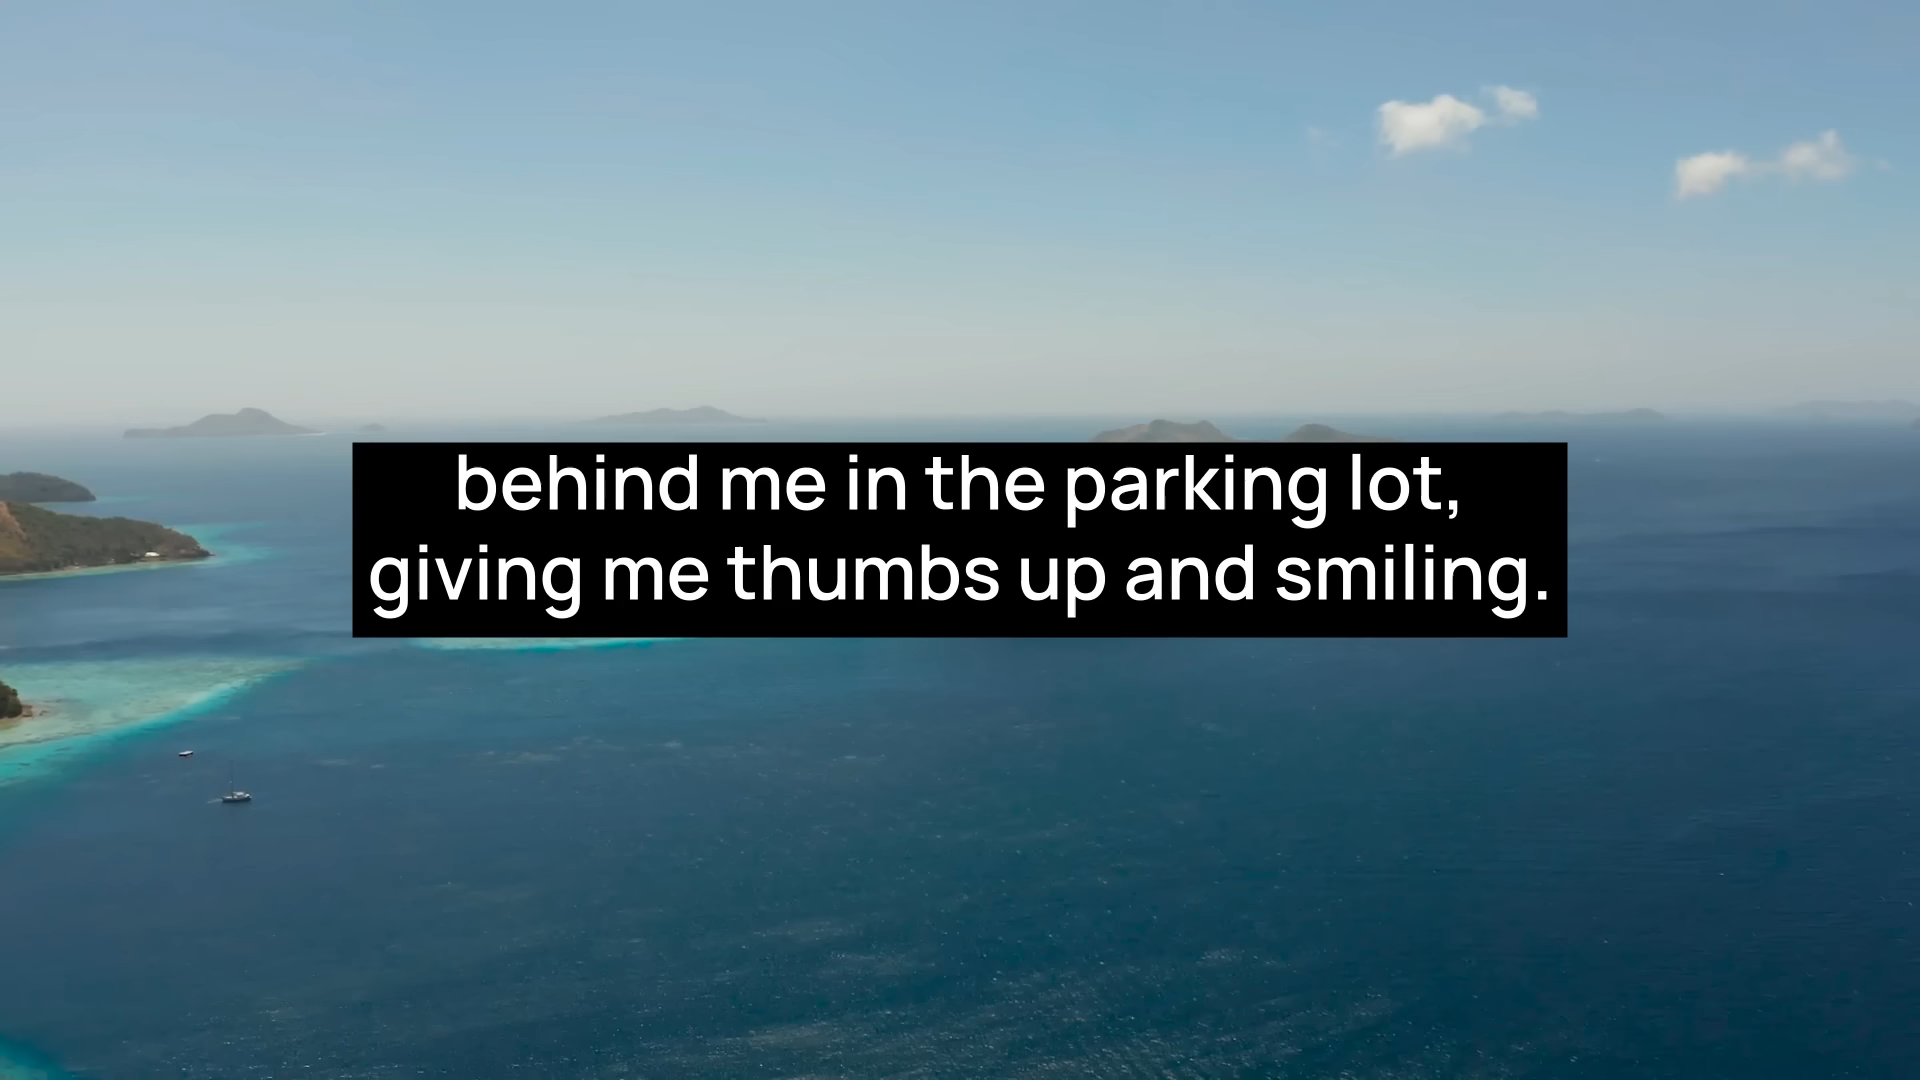 behind me in the parking lot,
giving me thumbs up and smiling.